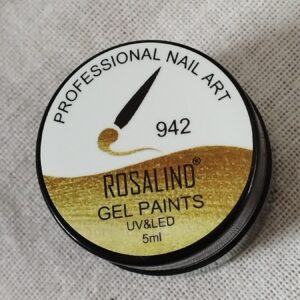 PROFESSIONAL NAIL ART
942
ROSALIND®
GEL PAINTS
UV&LED
5ml